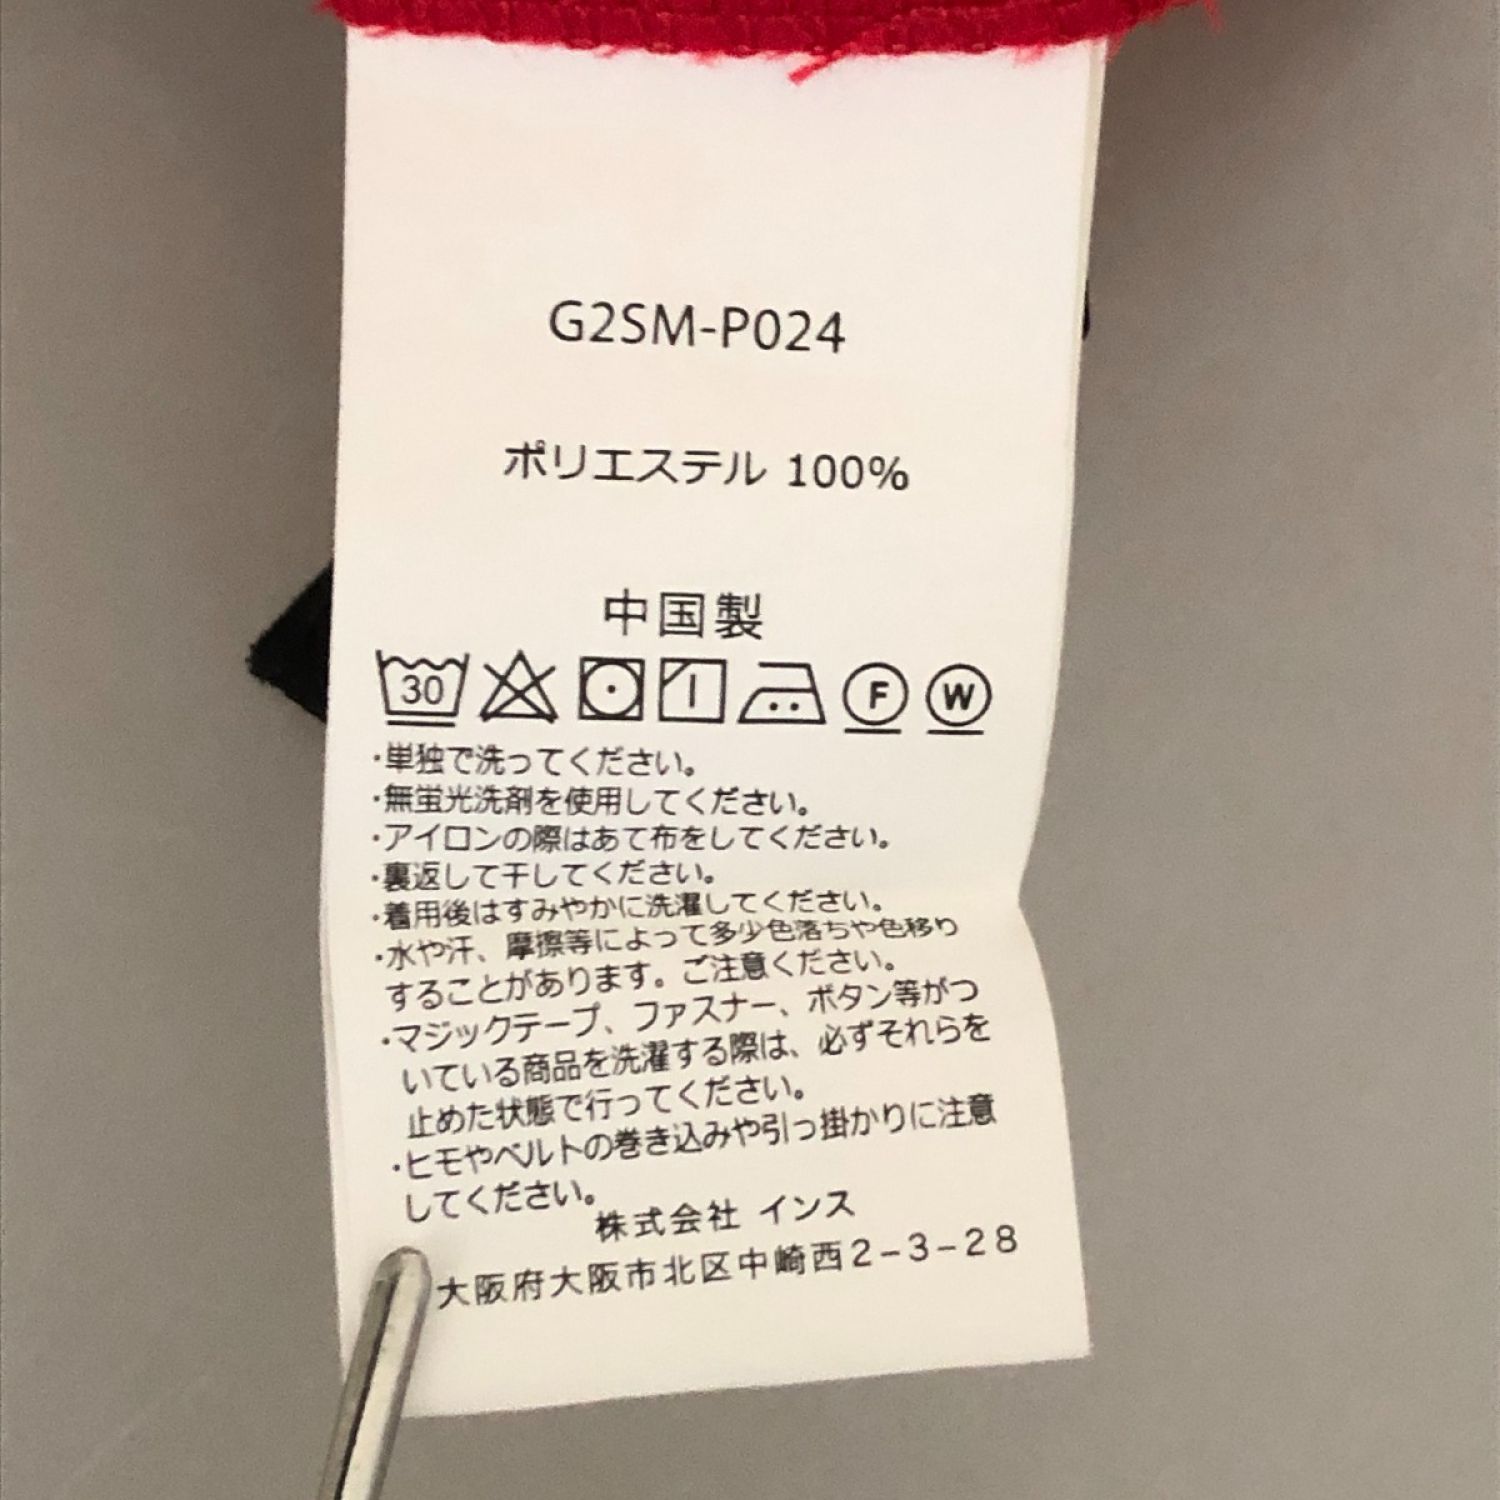 G2SM-P024
ポリエステル 100%
中国製
30 F W
・単独で洗ってください。
・無蛍光洗剤を使用してください。
・アイロンの際はあて布をしてください。
・裏返して干してください。
・着用後はすみやかに洗濯してください。
・水や汗、摩擦等によって多少色落ちや色移り
することがあります。ご注意ください。
・マジックテープ、ファスナー、ボタン等がつ
いている商品を洗濯する際は、必ずそれらを
止めた状態で行ってください。
・ヒモやベルトの巻き込みや引っ掛かりに注意
してください。
株式会社 インス
大阪府大阪市北区中崎西2-3-28